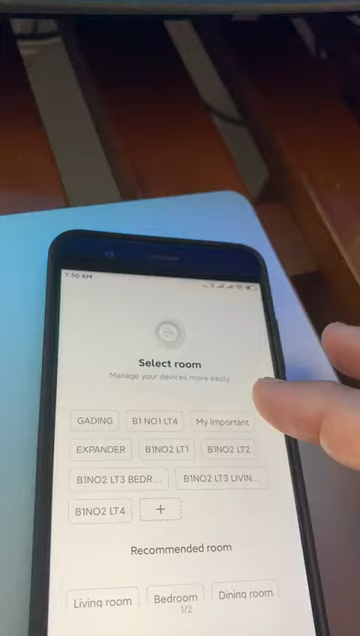 7:50 AM
Select room
Manage your devices more easily
GADING B1 NO1 LT4 My Important
EXPANDER B1NO2 LT1 B1NO2 LT2
B1NO2 LT3 BEDR... B1NO2 LT3 LIVIN...
B1NO2 LT4 +
Recommended room
Living room Bedroom Dining room
1/2